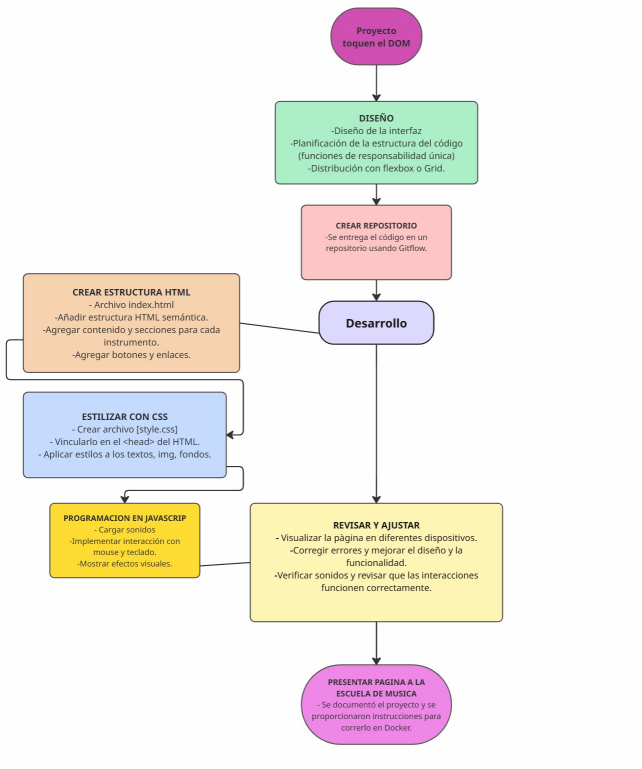 Proyecto
toquen el DOM
DISEÑO
-Diseño de la interfaz
-Planificación de la estructura del código
(funciones de responsabilidad única)
-Distribución con flexbox o Grid.
CREAR REPOSITORIO
-Se entrega el código en un
repositorio usando Gitflow.
Desarrollo
CREAR ESTRUCTURA HTML
- Archivo index.html
-Añadir estructura HTML semántica.
-Agregar contenido y secciones para cada
instrumento.
-Agregar botones y enlaces.
ESTILIZAR CON CSS
- Crear archivo [style.css]
- Vincularlo en el <head> del HTML.
- Aplicar estilos a los textos, img, fondos.
PROGRAMACION EN JAVASCRIP
- Cargar sonidos
-Implementar interacción con
mouse y teclado.
-Mostrar efectos visuales.
REVISAR Y AJUSTAR
- Visualizar la pàgina en diferentes dispositivos.
-Corregir errores y mejorar el diseño y la
funcionalidad.
-Verificar sonidos y revisar que las interacciones
funcionen correctamente.
PRESENTAR PAGINA A LA
ESCUELA DE MUSICA
- Se documentó el proyecto y se
proporcionaron instrucciones para
correrlo en Docker.